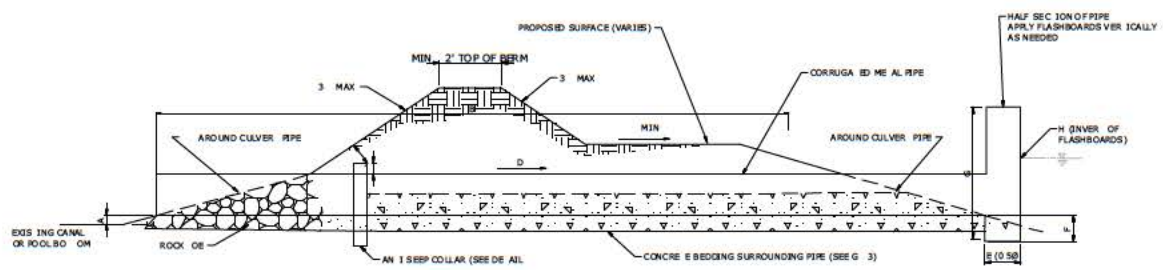 HALF SEC ION OF PIPE
APPLY FLASHBOARDS VER ICALLY
AS NEEDED
PROPOSED SURFACE (VARIES)
MIN. 2' TOP OF BERM
3 MAX
3 MAX
CORRUGA ED ME AL PIPE
B
MIN
AROUND CULVER PIPE
AROUND CULVER PIPE
H (INVER OF
FLASHBOARDS)
D
G
A
F
EXIS ING CANAL
OR POOL BO OM
ROCK OE
AN I SEEP COLLAR (SEE DE AIL
CONCRE E BEDDING SURROUNDING PIPE (SEE G 3)
E (0.5Ø)